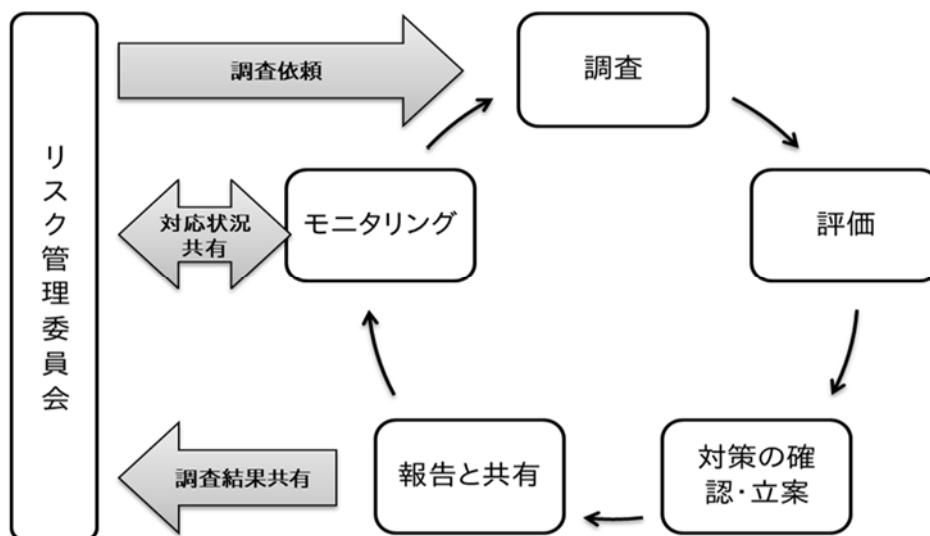 リスク管理委員会
調査依頼
調査
対応状況
共有
モニタリング
評価
調査結果共有
報告と共有
対策の確
認・立案